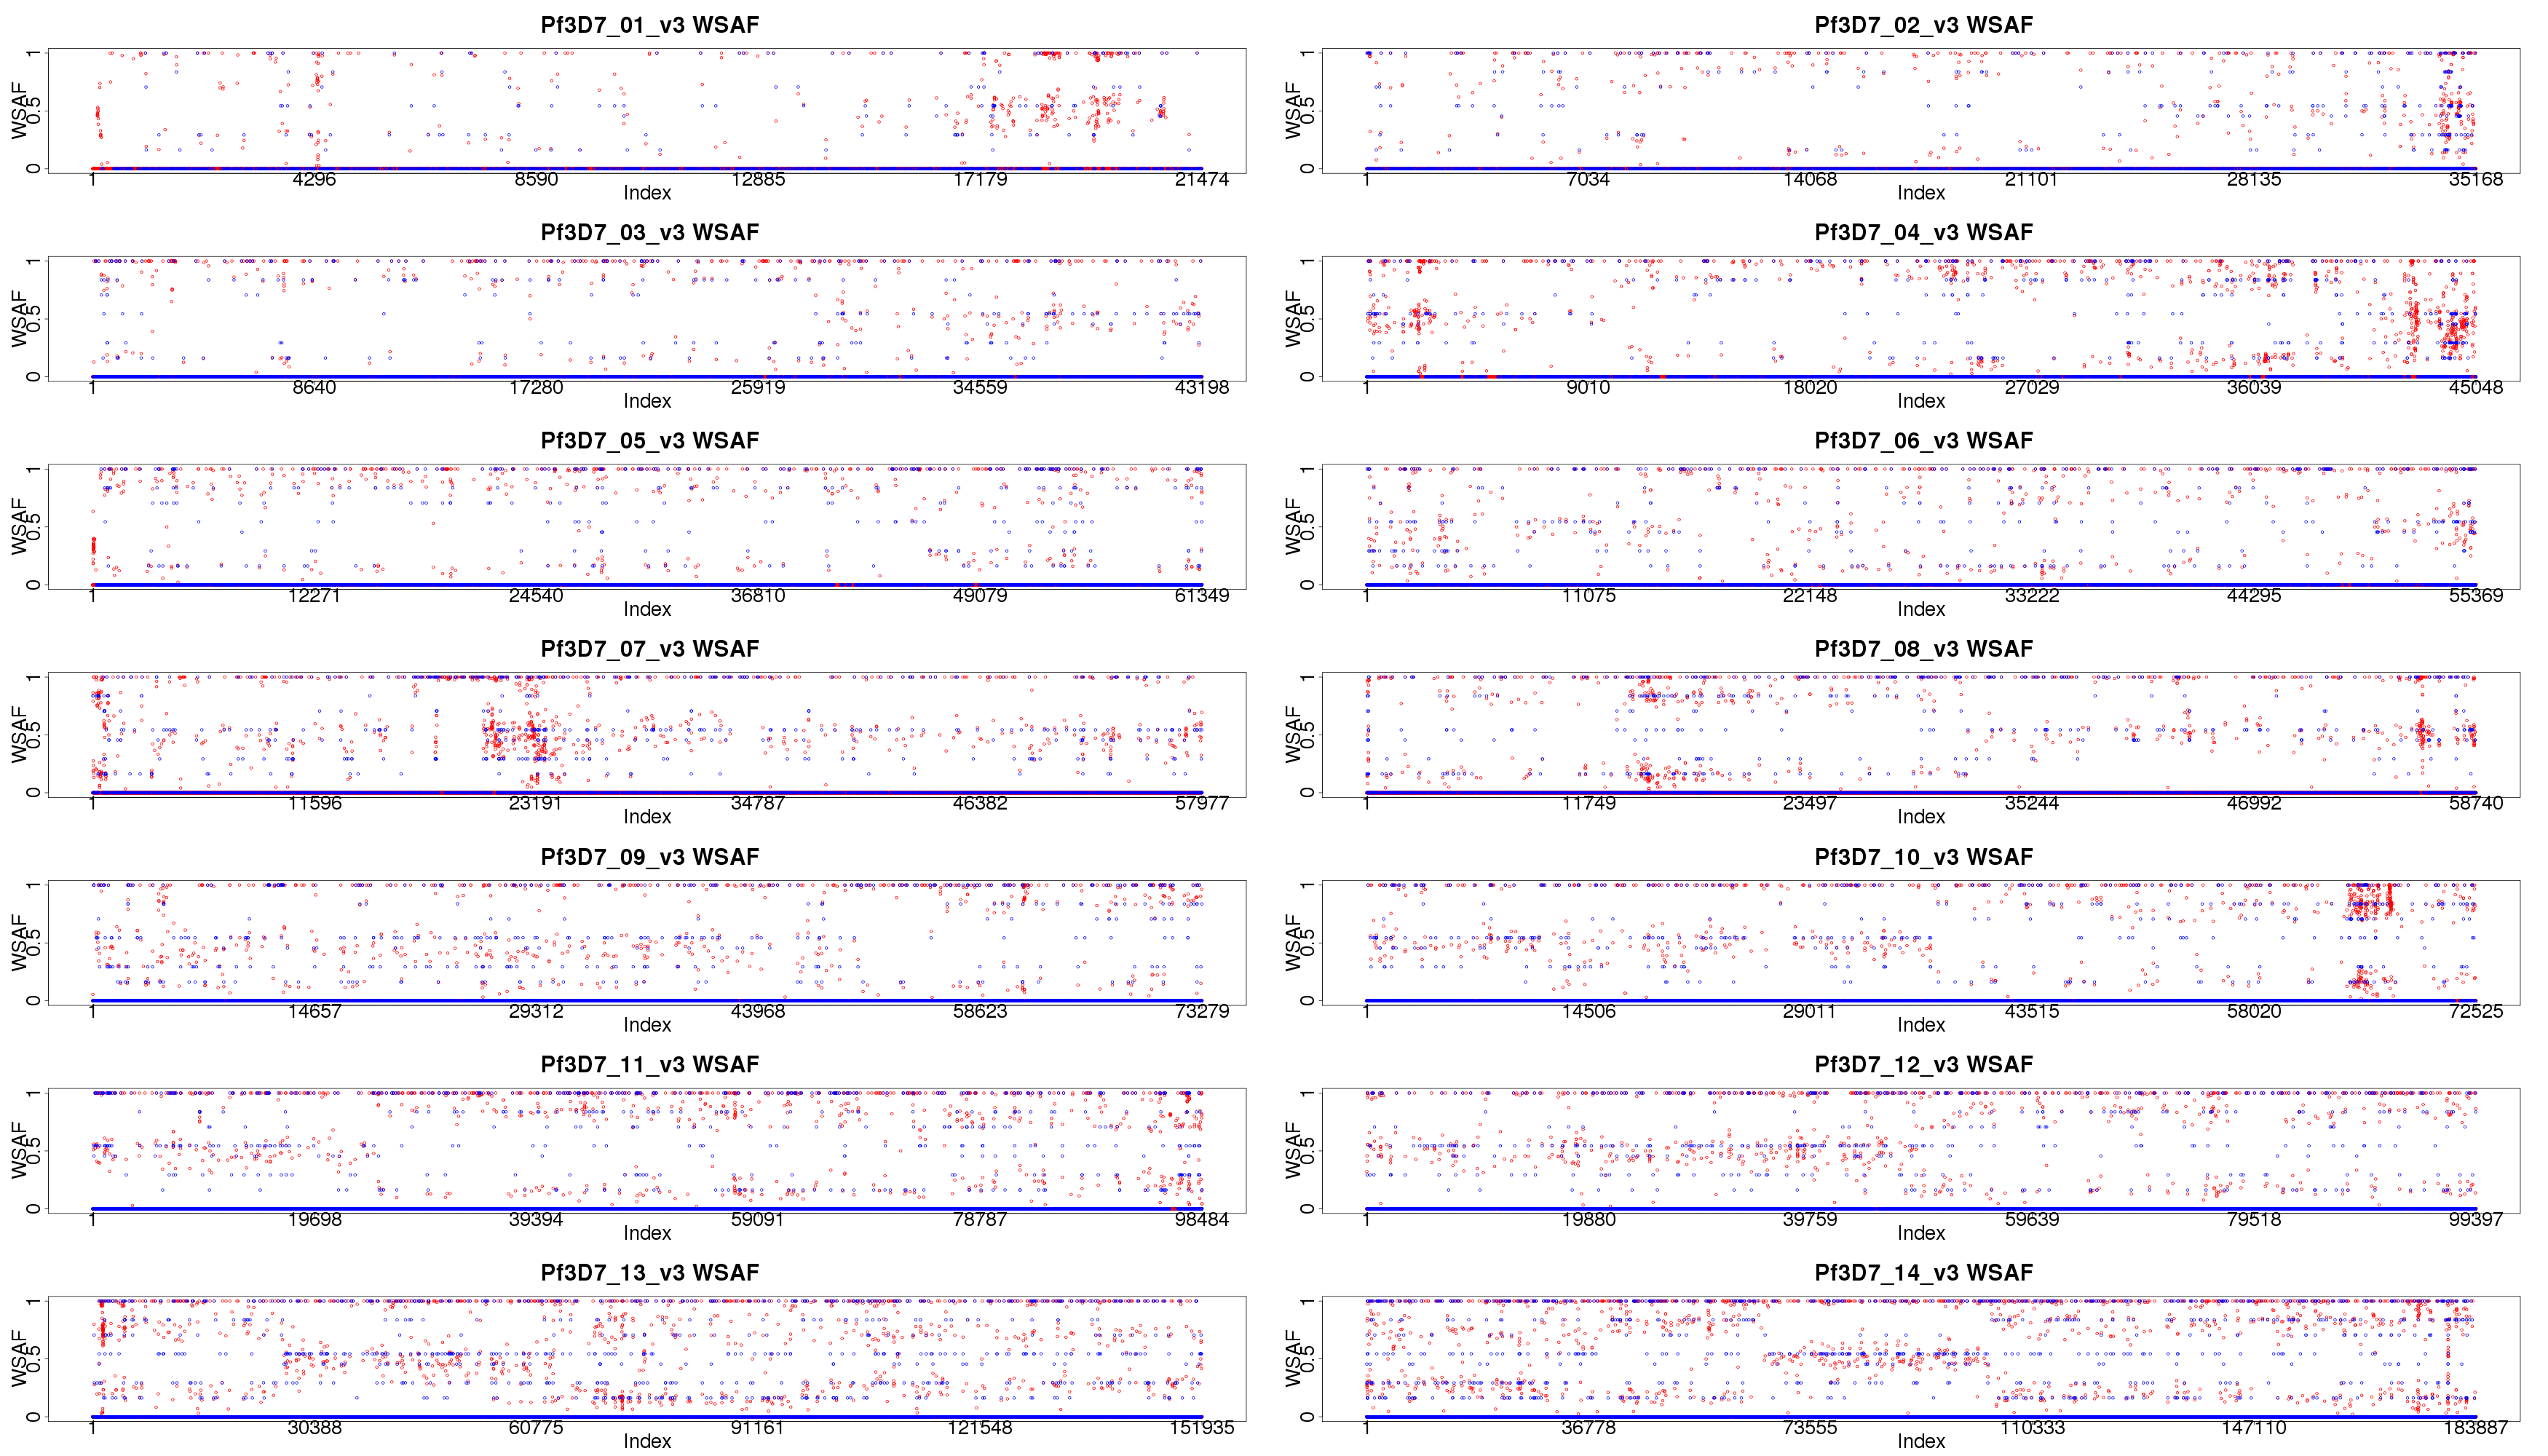 Pf3D7_01_v3 WSAF
WSAF
0 0.5 1
1 4296 8590 12885 17179 21474
Index
Pf3D7_02_v3 WSAF
WSAF
0 0.5 1
1 7034 14068 21101 28135 35168
Index
Pf3D7_03_v3 WSAF
WSAF
0 0.5 1
1 8640 17280 25919 34559 43198
Index
Pf3D7_04_v3 WSAF
WSAF
0 0.5 1
1 9010 18020 27029 36039 45048
Index
Pf3D7_05_v3 WSAF
WSAF
0 0.5 1
1 12271 24540 36810 49079 61349
Index
Pf3D7_06_v3 WSAF
WSAF
0 0.5 1
1 11075 22148 33222 44295 55369
Index
Pf3D7_07_v3 WSAF
WSAF
0 0.5 1
1 11596 23191 34787 46382 57977
Index
Pf3D7_08_v3 WSAF
WSAF
0 0.5 1
1 11749 23497 35244 46992 58740
Index
Pf3D7_09_v3 WSAF
WSAF
0 0.5 1
1 14657 29312 43968 58623 73279
Index
Pf3D7_10_v3 WSAF
WSAF
0 0.5 1
1 14506 29011 43515 58020 72525
Index
Pf3D7_11_v3 WSAF
WSAF
0 0.5 1
1 19698 39394 59091 78787 98484
Index
Pf3D7_12_v3 WSAF
WSAF
0 0.5 1
1 19880 39759 59639 79518 99397
Index
Pf3D7_13_v3 WSAF
WSAF
0 0.5 1
1 30388 60775 91161 121548 151935
Index
Pf3D7_14_v3 WSAF
WSAF
0 0.5 1
1 36778 73555 110333 147110 183887
Index